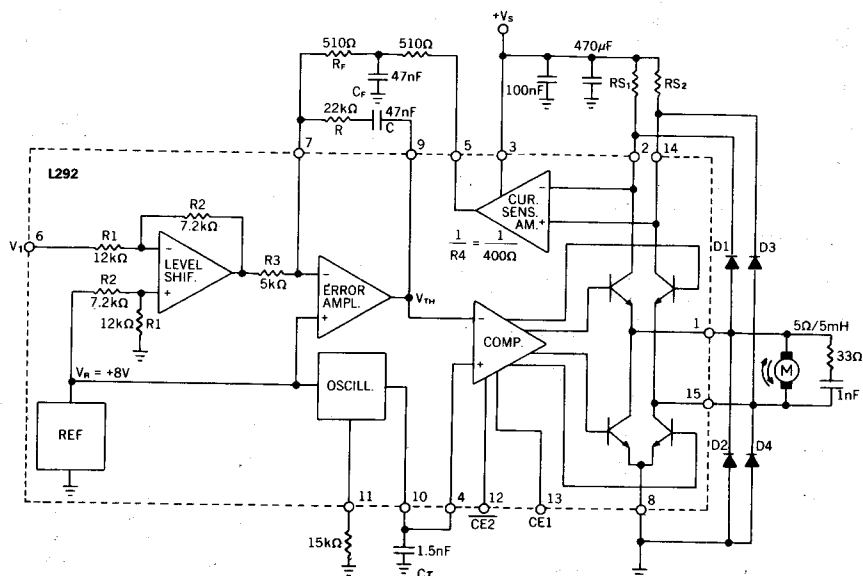 +Vs
510Ω
RF
510Ω
47nF
CF
22kΩ
R
47nF
C
100nF
470μF
RS1
RS2
7
9
5
3
2
14
L292
V1
6
R1
12kΩ
R2
7.2kΩ
LEVEL
SHIF.
R2
7.2kΩ
12kΩ
R1
R3
5kΩ
ERROR
AMPL.
VTH
CUR.
SENS.
AM.
1/R4 = 1/400Ω
COMP.
VR = +8V
REF
OSCILL.
D1
D3
1
5Ω/5mH
33Ω
M
1nF
15
D2
D4
11
10
4
12
CE2
13
CE1
8
15kΩ
1.5nF
CT